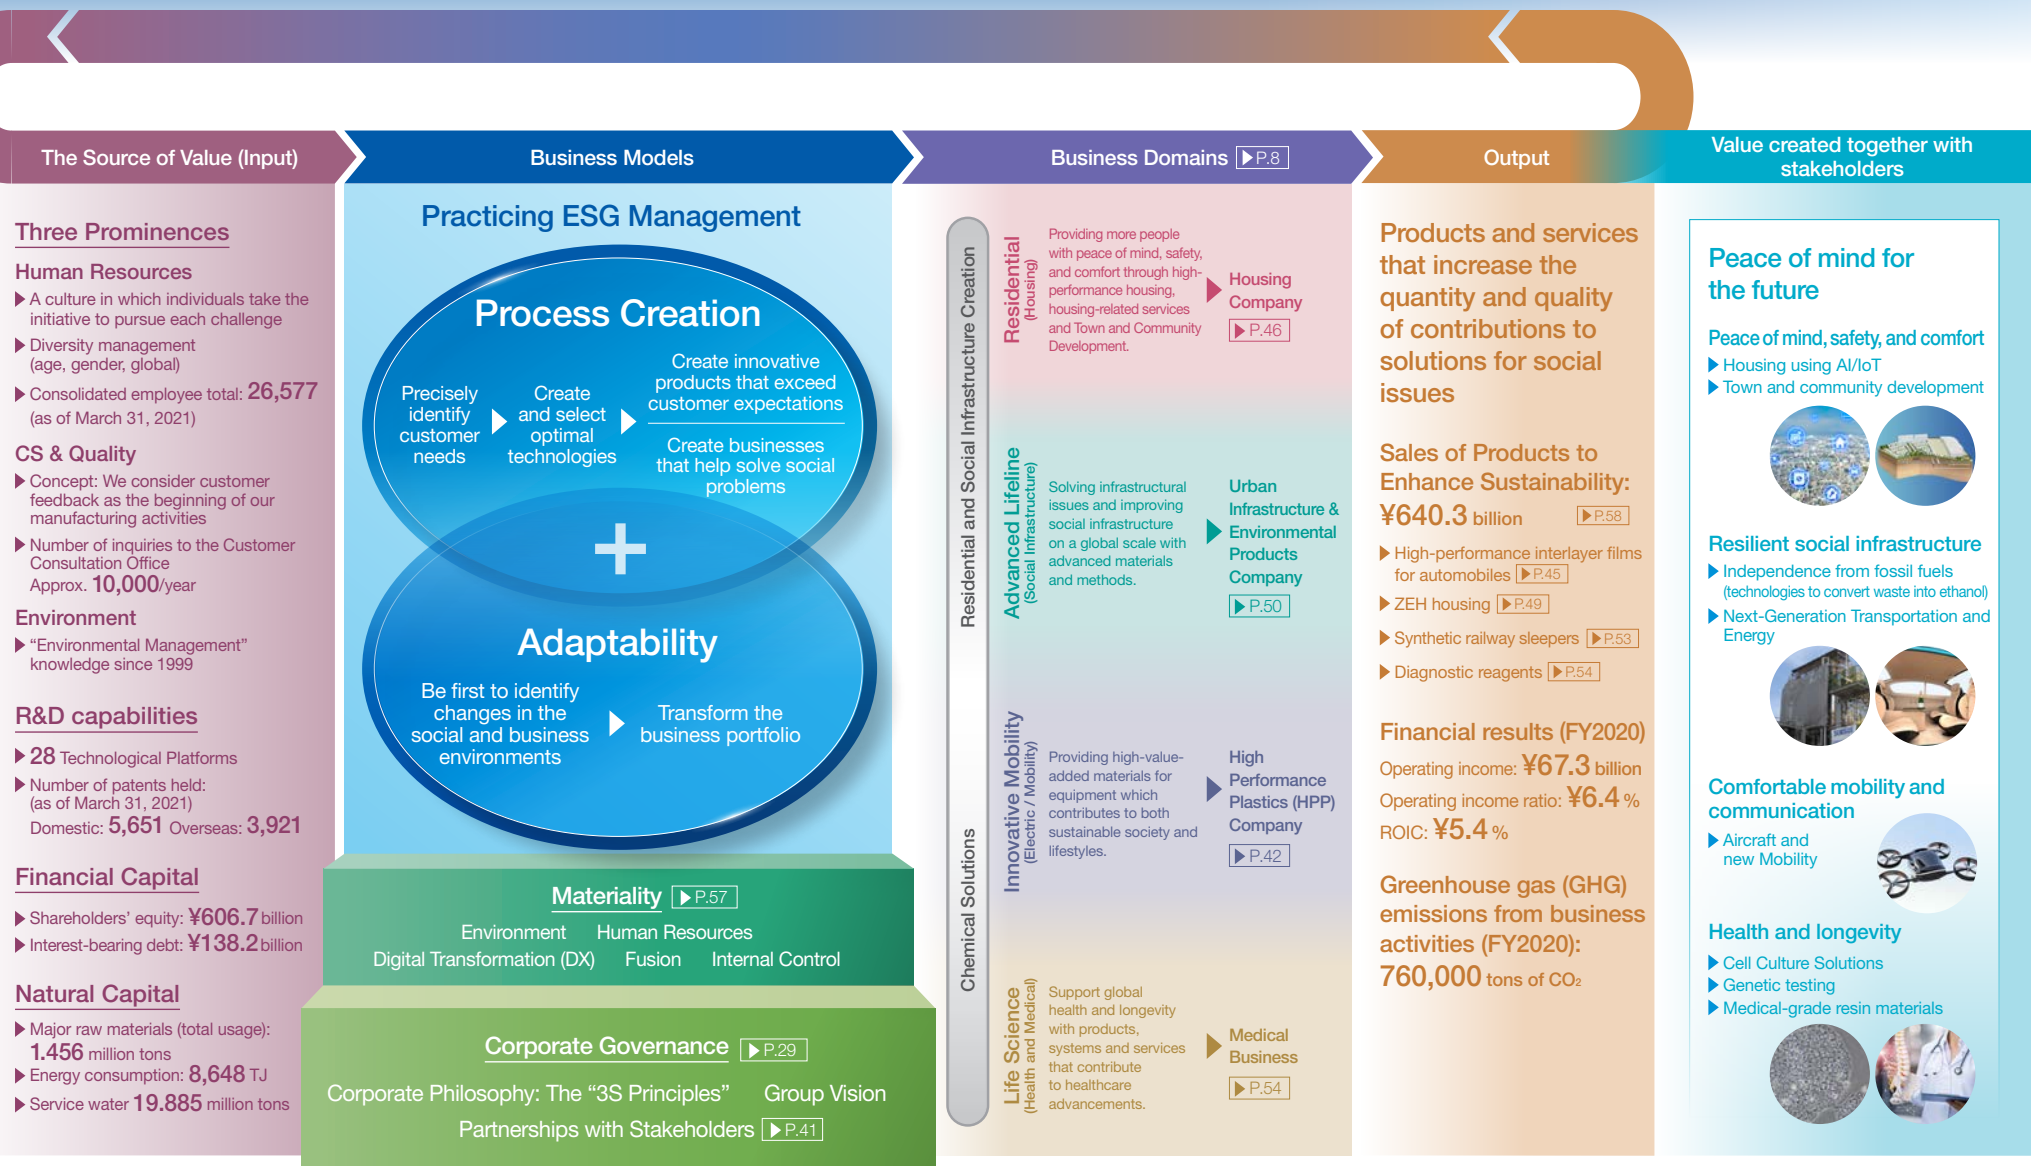 The Source of Value (Input)
Three Prominences
Human Resources
A culture in which individuals take the
initiative to pursue each challenge
Diversity management
(age, gender, global)
Consolidated employee total: 26,577
(as of March 31, 2021)
CS & Quality
Concept: We consider customer
feedback as the beginning of our
manufacturing activities
Number of inquiries to the Customer
Consultation Office
Approx. 10,000/year
Environment
“Environmental Management”
knowledge since 1999
R&D capabilities
28 Technological Platforms
Number of patents held:
(as of March 31, 2021)
Domestic: 5,651 Overseas: 3,921
Financial Capital
Shareholders’ equity: ¥606.7 billion
Interest-bearing debt: ¥138.2 billion
Natural Capital
Major raw materials (total usage):
1.456 million tons
Energy consumption: 8,648 TJ
Service water 19.885 million tons
Business Models
Practicing ESG Management
Process Creation
Precisely
identify
customer
needs
Create
and select
optimal
technologies
Create innovative
products that exceed
customer expectations
Create businesses
that help solve social
problems
+
Adaptability
Be first to identify
changes in the
social and business
environments
Transform the
business portfolio
Materiality P.57
Environment Human Resources
Digital Transformation (DX) Fusion Internal Control
Corporate Governance P.29
Corporate Philosophy: The “3S Principles” Group Vision
Partnerships with Stakeholders P.41
Business Domains P.8
Residential and Social Infrastructure Creation
Chemical Solutions
Residential
(Housing)
Providing more people
with peace of mind, safety,
and comfort through high-
performance housing,
housing-related services
and Town and Community
Development.
Housing
Company
P.46
Advanced Lifeline
(Social Infrastructure)
Solving infrastructural
issues and improving
social infrastructure
on a global scale with
advanced materials
and methods.
Urban
Infrastructure &
Environmental
Products
Company
P.50
Innovative Mobility
(Electric / Mobility)
Providing high-value-
added materials for
equipment which
contributes to both
sustainable society and
lifestyles.
High
Performance
Plastics (HPP)
Company
P.42
Life Science
(Health and Medical)
Support global
health and longevity
with products,
systems and services
that contribute
to healthcare
advancements.
Medical
Business
P.54
Output
Products and services
that increase the
quantity and quality
of contributions to
solutions for social
issues
Sales of Products to
Enhance Sustainability:
¥640.3 billion P.58
High-performance interlayer films
for automobiles P.45
ZEH housing P.49
Synthetic railway sleepers P.53
Diagnostic reagents P.54
Financial results (FY2020)
Operating income: ¥67.3 billion
Operating income ratio: ¥6.4 %
ROIC: ¥5.4 %
Greenhouse gas (GHG)
emissions from business
activities (FY2020):
760,000 tons of CO2
Value created together with
stakeholders
Peace of mind for
the future
Peace of mind, safety, and comfort
Housing using AI/IoT
Town and community development
Resilient social infrastructure
Independence from fossil fuels
(technologies to convert waste into ethanol)
Next-Generation Transportation and
Energy
Comfortable mobility and
communication
Aircraft and
new Mobility
Health and longevity
Cell Culture Solutions
Genetic testing
Medical-grade resin materials